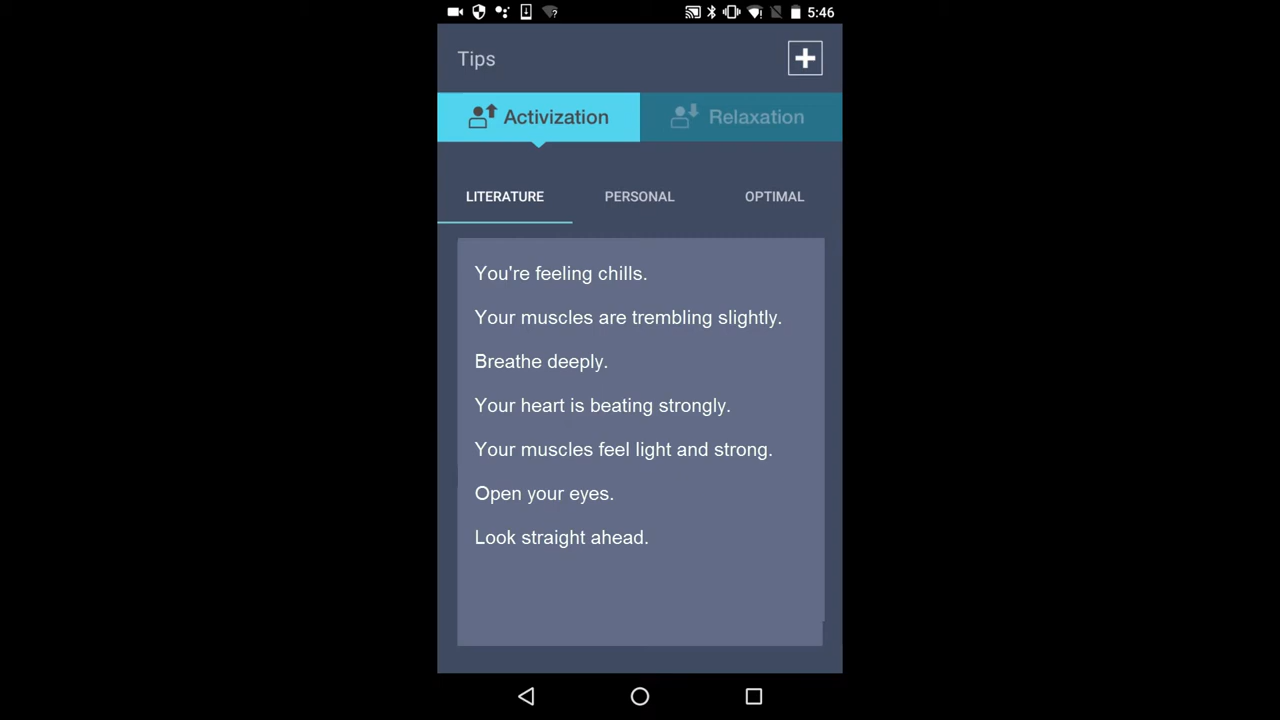 5:46
Tips
Activization Relaxation
LITERATURE PERSONAL OPTIMAL
You're feeling chills.
Your muscles are trembling slightly.
Breathe deeply.
Your heart is beating strongly.
Your muscles feel light and strong.
Open your eyes.
Look straight ahead.